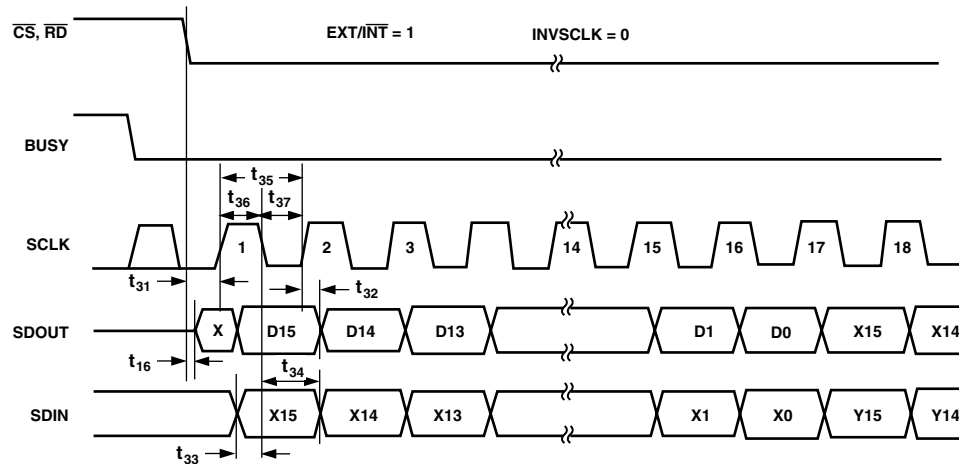 CS, RD EXT/INT = 1 INVSCLK = 0
BUSY
t35
t36 t37
SCLK 1 2 3 14 15 16 17 18
t31 t32
SDOUT X D15 D14 D13 D1 D0 X15 X14
t16 t34
SDIN X15 X14 X13 X1 X0 Y15 Y14
t33